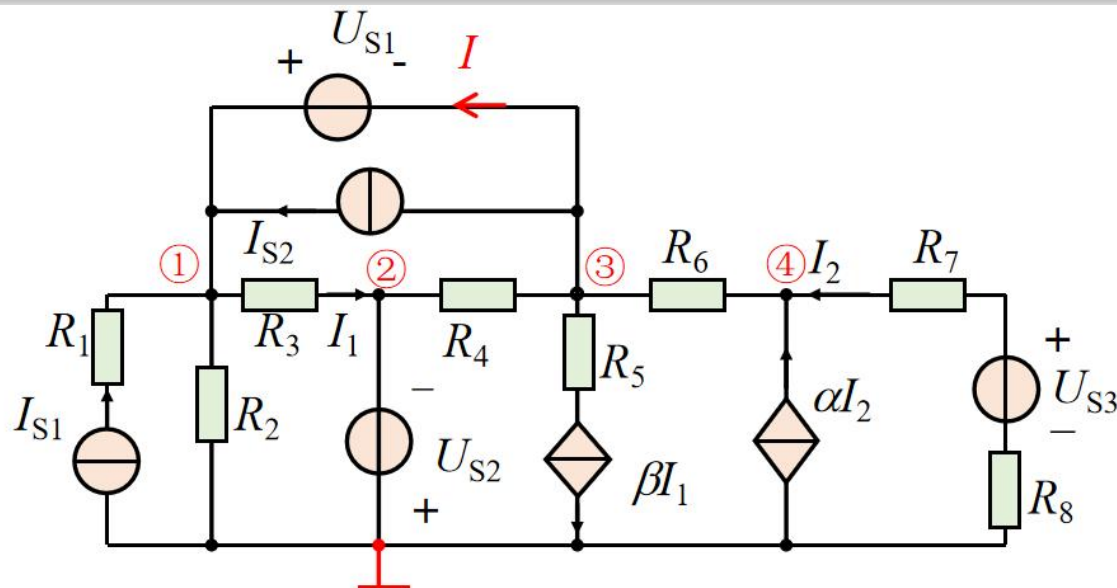 U_S1
+ - I
I_S2
① ② ③ R_6 ④ I_2 R_7
R_1 R_3 I_1 R_4 R_5 +
I_S1 R_2 – αI_2 U_S3
U_S2 βI_1 –
+ R_8